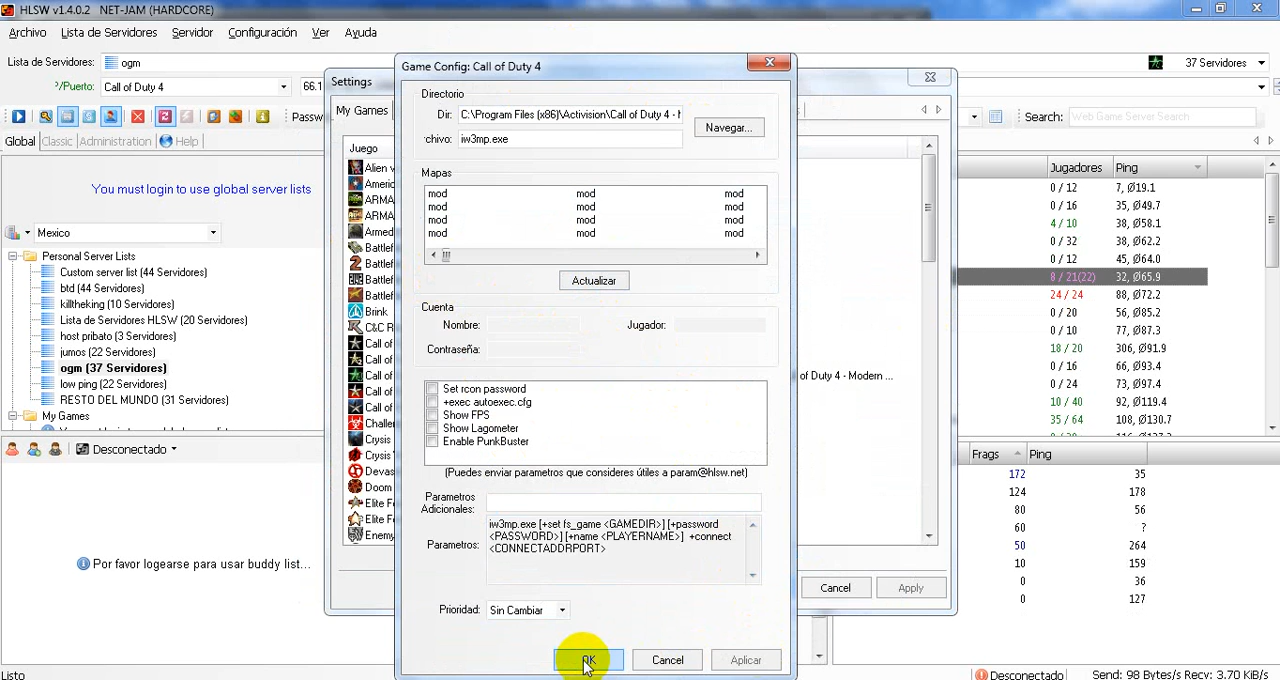 HLSW v1.4.0.2 NET-JAM (HARDCORE)
Archivo Lista de Servidores Servidor Configuración Ver Ayuda
Lista de Servidores: ogm 37 Servidores
Call of Duty 4 66.1
Search: Web Game Server Search
Global Classic Administration Help
You must login to use global server lists
Mexico
Personal Server Lists
Custom server list (44 Servidores)
btd (44 Servidores)
killtheking (10 Servidores)
Lista de Servidores HLSW (20 Servidores)
host pribato (3 Servidores)
jumos (22 Servidores)
ogm (37 Servidores)
low ping (22 Servidores)
RESTO DEL MUNDO (31 Servidores)
My Games
Desconectado
Por favor logearse para usar buddy list...
Listo
Settings
My Games
Juego
Alien v
Americ
ARMA
ARMA
Armed
Battlef
Battlef
Battlef
Battlef
Brink
C&C R
Call of
Call of
Call of
Call of
Call of
Challer
Crysis
Crysis
Devas
Doom
Elite Fo
Elite Fo
Enemy
of Duty 4 - Modern ...
Cancel Apply
Game Config: Call of Duty 4
Directorio
Dir: C:\Program Files (x86)\Activision\Call of Duty 4 -
chivo: iw3mp.exe
Navegar...
Mapas
mod mod mod
mod mod mod
mod mod mod
mod mod mod
Actualizar
Cuenta
Nombre: Jugador:
Contraseña:
Set rcon password
+exec autoexec.cfg
Show FPS
Show Lagometer
Enable PunkBuster
(Puedes enviar parametros que consideres útiles a param@hlsw.net)
Parametros
Adicionales:
Parametros:
iw3mp.exe [+set fs_game <GAMEDIR>] [+password
<PASSWORD>] [+name <PLAYERNAME>] +connect
<CONNECTADDRPORT>
Prioridad: Sin Cambiar
OK Cancel Aplicar
Jugadores Ping
0 / 12 7, Ø19.1
0 / 16 35, Ø49.7
4 / 10 38, Ø58.1
0 / 32 38, Ø62.2
0 / 12 45, Ø64.0
8 / 21(22) 32, Ø65.9
24 / 24 88, Ø72.2
0 / 20 56, Ø85.2
0 / 10 77, Ø87.3
18 / 20 306, Ø91.9
0 / 16 66, Ø93.4
0 / 24 73, Ø97.4
10 / 40 92, Ø119.4
35 / 64 108, Ø130.7
Frags Ping
172 35
124 178
80 56
60 ?
50 264
10 159
0 36
0 127
Desconectado Send: 98 Bytes/s Recv: 3.70 KiB/s